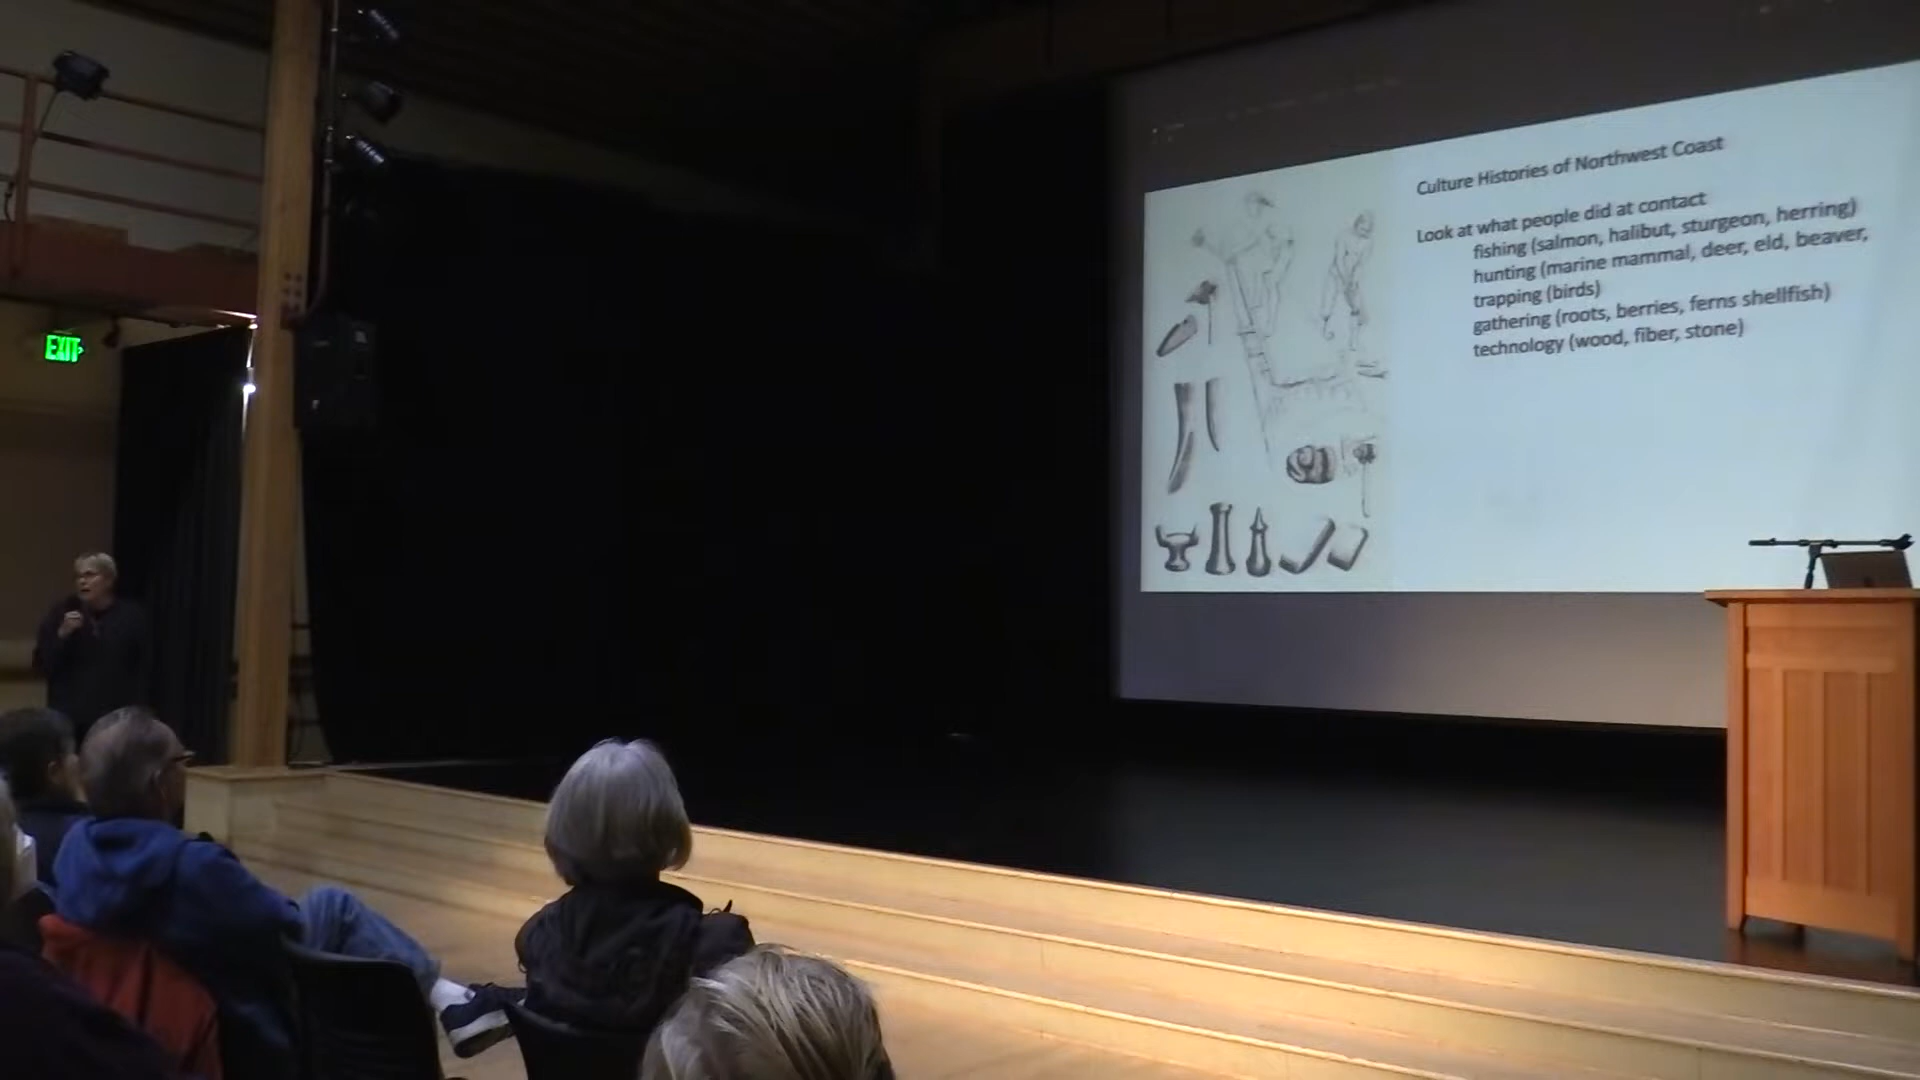 EXIT
Culture Histories of Northwest Coast
Look at what people did at contact
fishing (salmon, halibut, sturgeon, herring)
hunting (marine mammal, deer, eld, beaver,
trapping (birds)
gathering (roots, berries, ferns shellfish)
technology (wood, fiber, stone)